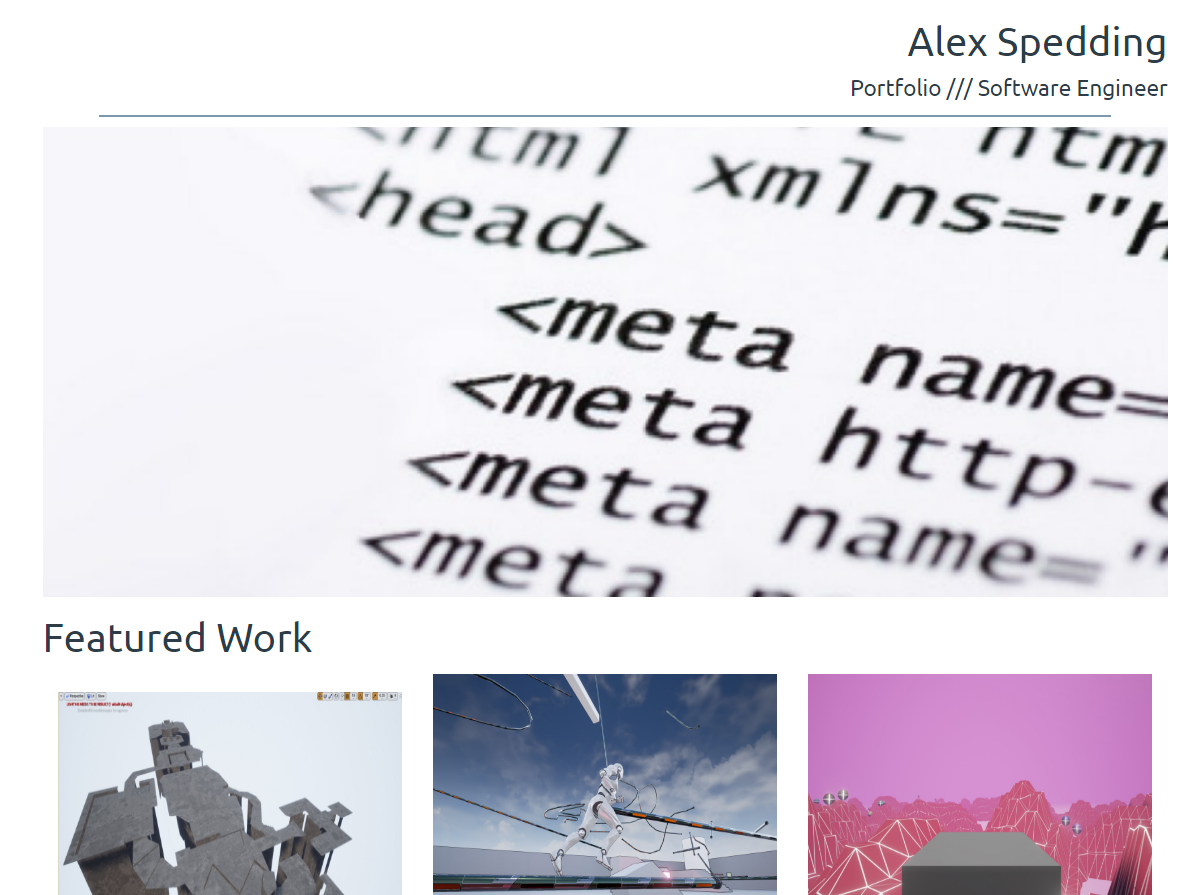 Alex Spedding
Portfolio /// Software Engineer
<html xmlns="h
<head>
<meta name=
<meta http-e
<meta name="
<meta
Featured Work